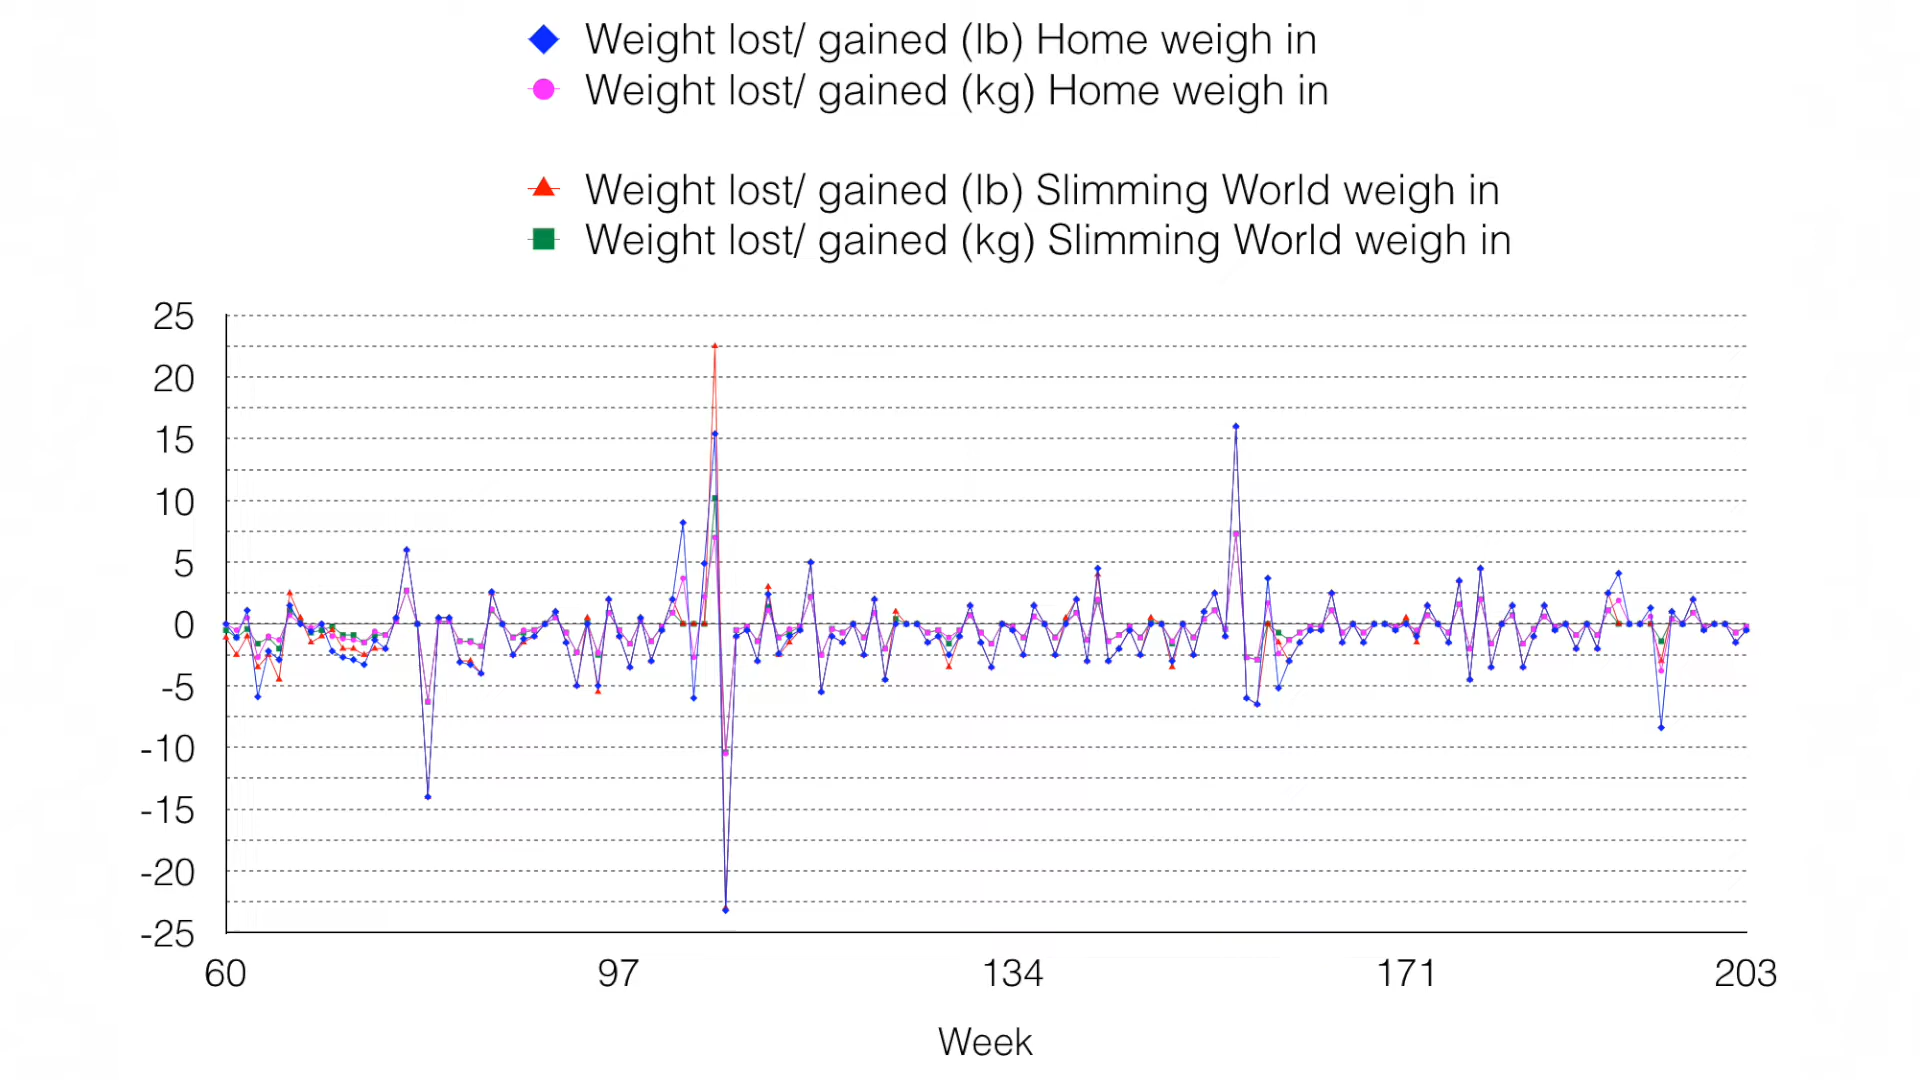 Weight lost/ gained (lb) Home weigh in
Weight lost/ gained (kg) Home weigh in
Weight lost/ gained (lb) Slimming World weigh in
Weight lost/ gained (kg) Slimming World weigh in
25
20
15
10
5
0
-5
-10
-15
-20
-25
60 97 134 171 203
Week